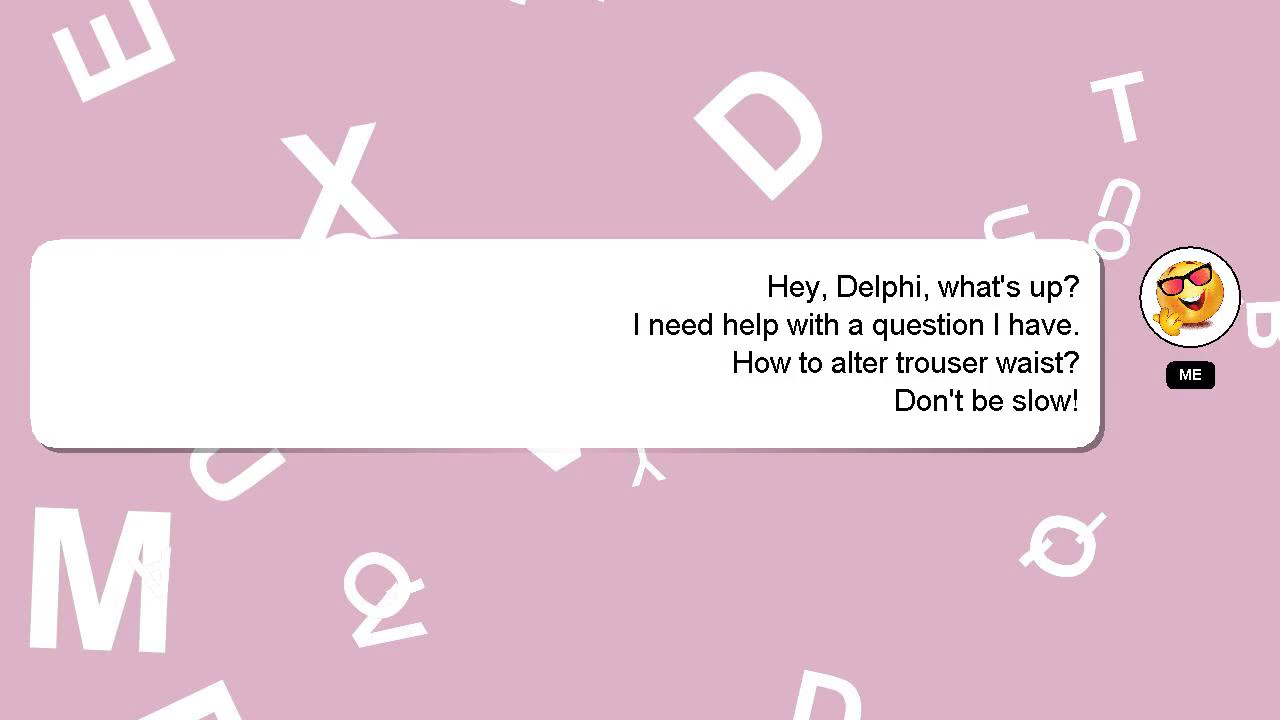 Hey, Delphi, what's up?
I need help with a question I have.
How to alter trouser waist?
Don't be slow!
ME